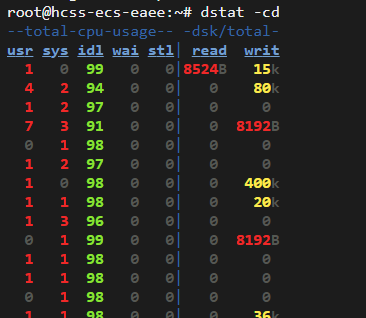 root@hcss-ecs-eaee:~# dstat -cd
--total-cpu-usage-- -dsk/total-
usr sys idl wai stl| read writ
1 0 99 0 0|8524B 15k
4 2 94 0 0| 0 80k
1 2 97 0 0| 0 0
7 3 91 0 0| 0 8192B
0 1 98 0 0| 0 0
1 2 97 0 0| 0 0
1 0 98 0 0| 0 400k
1 1 98 0 0| 0 20k
1 3 96 0 0| 0 0
0 1 99 0 0| 0 8192B
1 1 98 0 0| 0 0
1 1 98 0 0| 0 0
0 1 98 0 0| 0 0
1 1 98 0 0| 0 36k